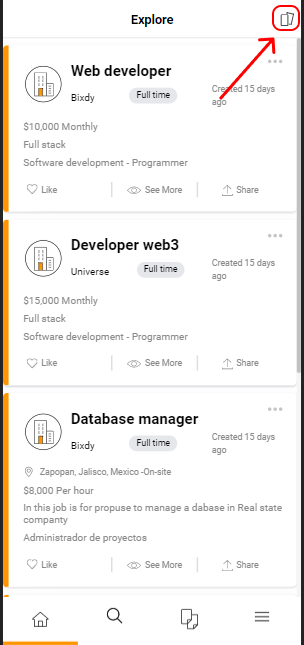 Explore
Web developer
Bixdy
Full time
Created 15 days
ago
$10,000 Monthly
Full stack
Software development - Programmer
Like
See More
Share
Developer web3
Universe
Full time
Created 15 days
ago
$15,000 Monthly
Full stack
Software development - Programmer
Like
See More
Share
Database manager
Bixdy
Full time
Created 15 days
ago
Zapopan, Jalisco, Mexico -On-site
$8,000 Per hour
In this job is for propuse to manage a dabase in Real state
companty
Administrador de proyectos
Like
See More
Share